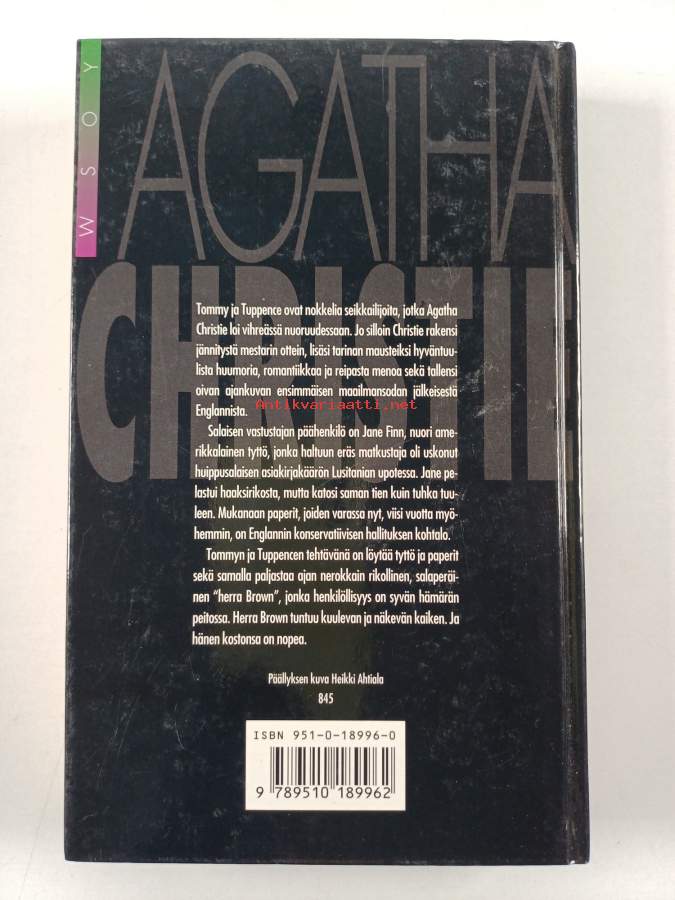 WSOY
AGATHA
CHRISTIE
Tommy ja Tuppence ovat nokkelia seikkailijoita, jotka Agatha
Christie loi vihreässä nuoruudessaan. Jo silloin Christie rakensi
jännitystä mestarin ottein, lisäsi tarinan mausteiksi hyväntuu-
lista huumoria, romantiikkaa ja reipasta menoa sekä tallensi
oivan ajankuvan ensimmäisen maailmansodan jälkeisestä
Englannista.
Antikvariaatti.net
Salaisen vastustajan päähenkilö on Jane Finn, nuori ame-
rikkalainen tyttö, jonka haltuun eräs matkustaja oli uskonut
huippusalaisen asiakirjakäärön Lusitanian upotessa. Jane pe-
lastui haaksirikosta, mutta katosi saman tien kuin tuhka tuu-
leen. Mukanaan paperit, joiden varassa nyt, viisi vuotta myö-
hemmin, on Englannin konservatiivisen hallituksen kohtalo.
Tommyn ja Tuppencen tehtävänä on löytää tyttö ja paperit
sekä samalla paljastaa ajan nerokkain rikollinen, salaperäi-
nen "herra Brown", jonka henkilöllisyys on syvän hämärän
peitossa. Herra Brown tuntuu kuulevan ja näkevän kaiken. Ja
hänen kostonsa on nopea.
Päällyksen kuva Heikki Ahtiala
845
ISBN 951-0-18996-0
9 789510 189962